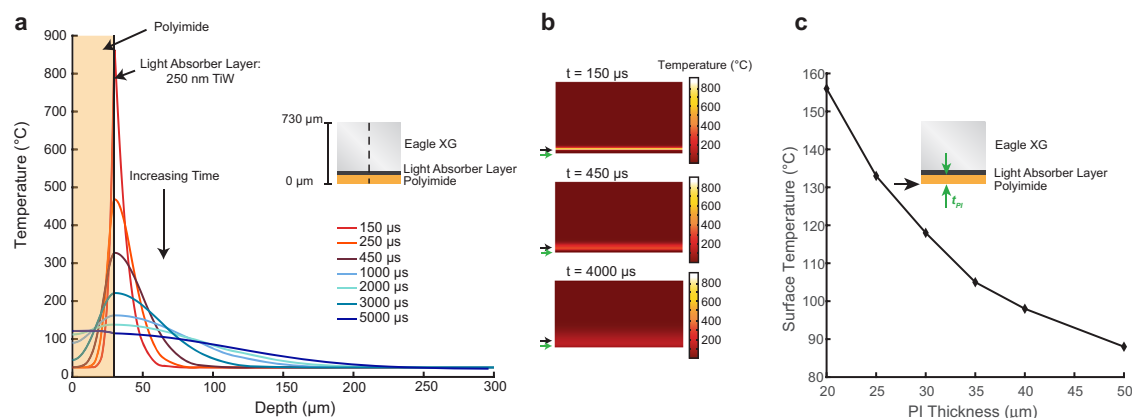 a
Polyimide
Light Absorber Layer:
250 nm TiW
Increasing Time
900
800
700
600
500
400
300
200
100
0
Temperature (°C)
0
50
100
150
200
250
300
Depth (µm)
730 µm
0 µm
Eagle XG
Light Absorber Layer
Polyimide
150 µs
250 µs
450 µs
1000 µs
2000 µs
3000 µs
5000 µs
b
Temperature (°C)
t = 150 µs
800
600
400
200
t = 450 µs
800
600
400
200
t = 4000 µs
800
600
400
200
c
160
150
140
130
120
110
100
90
80
Surface Temperature (°C)
20
25
30
35
40
45
50
PI Thickness (µm)
Eagle XG
Light Absorber Layer
Polyimide
tPI